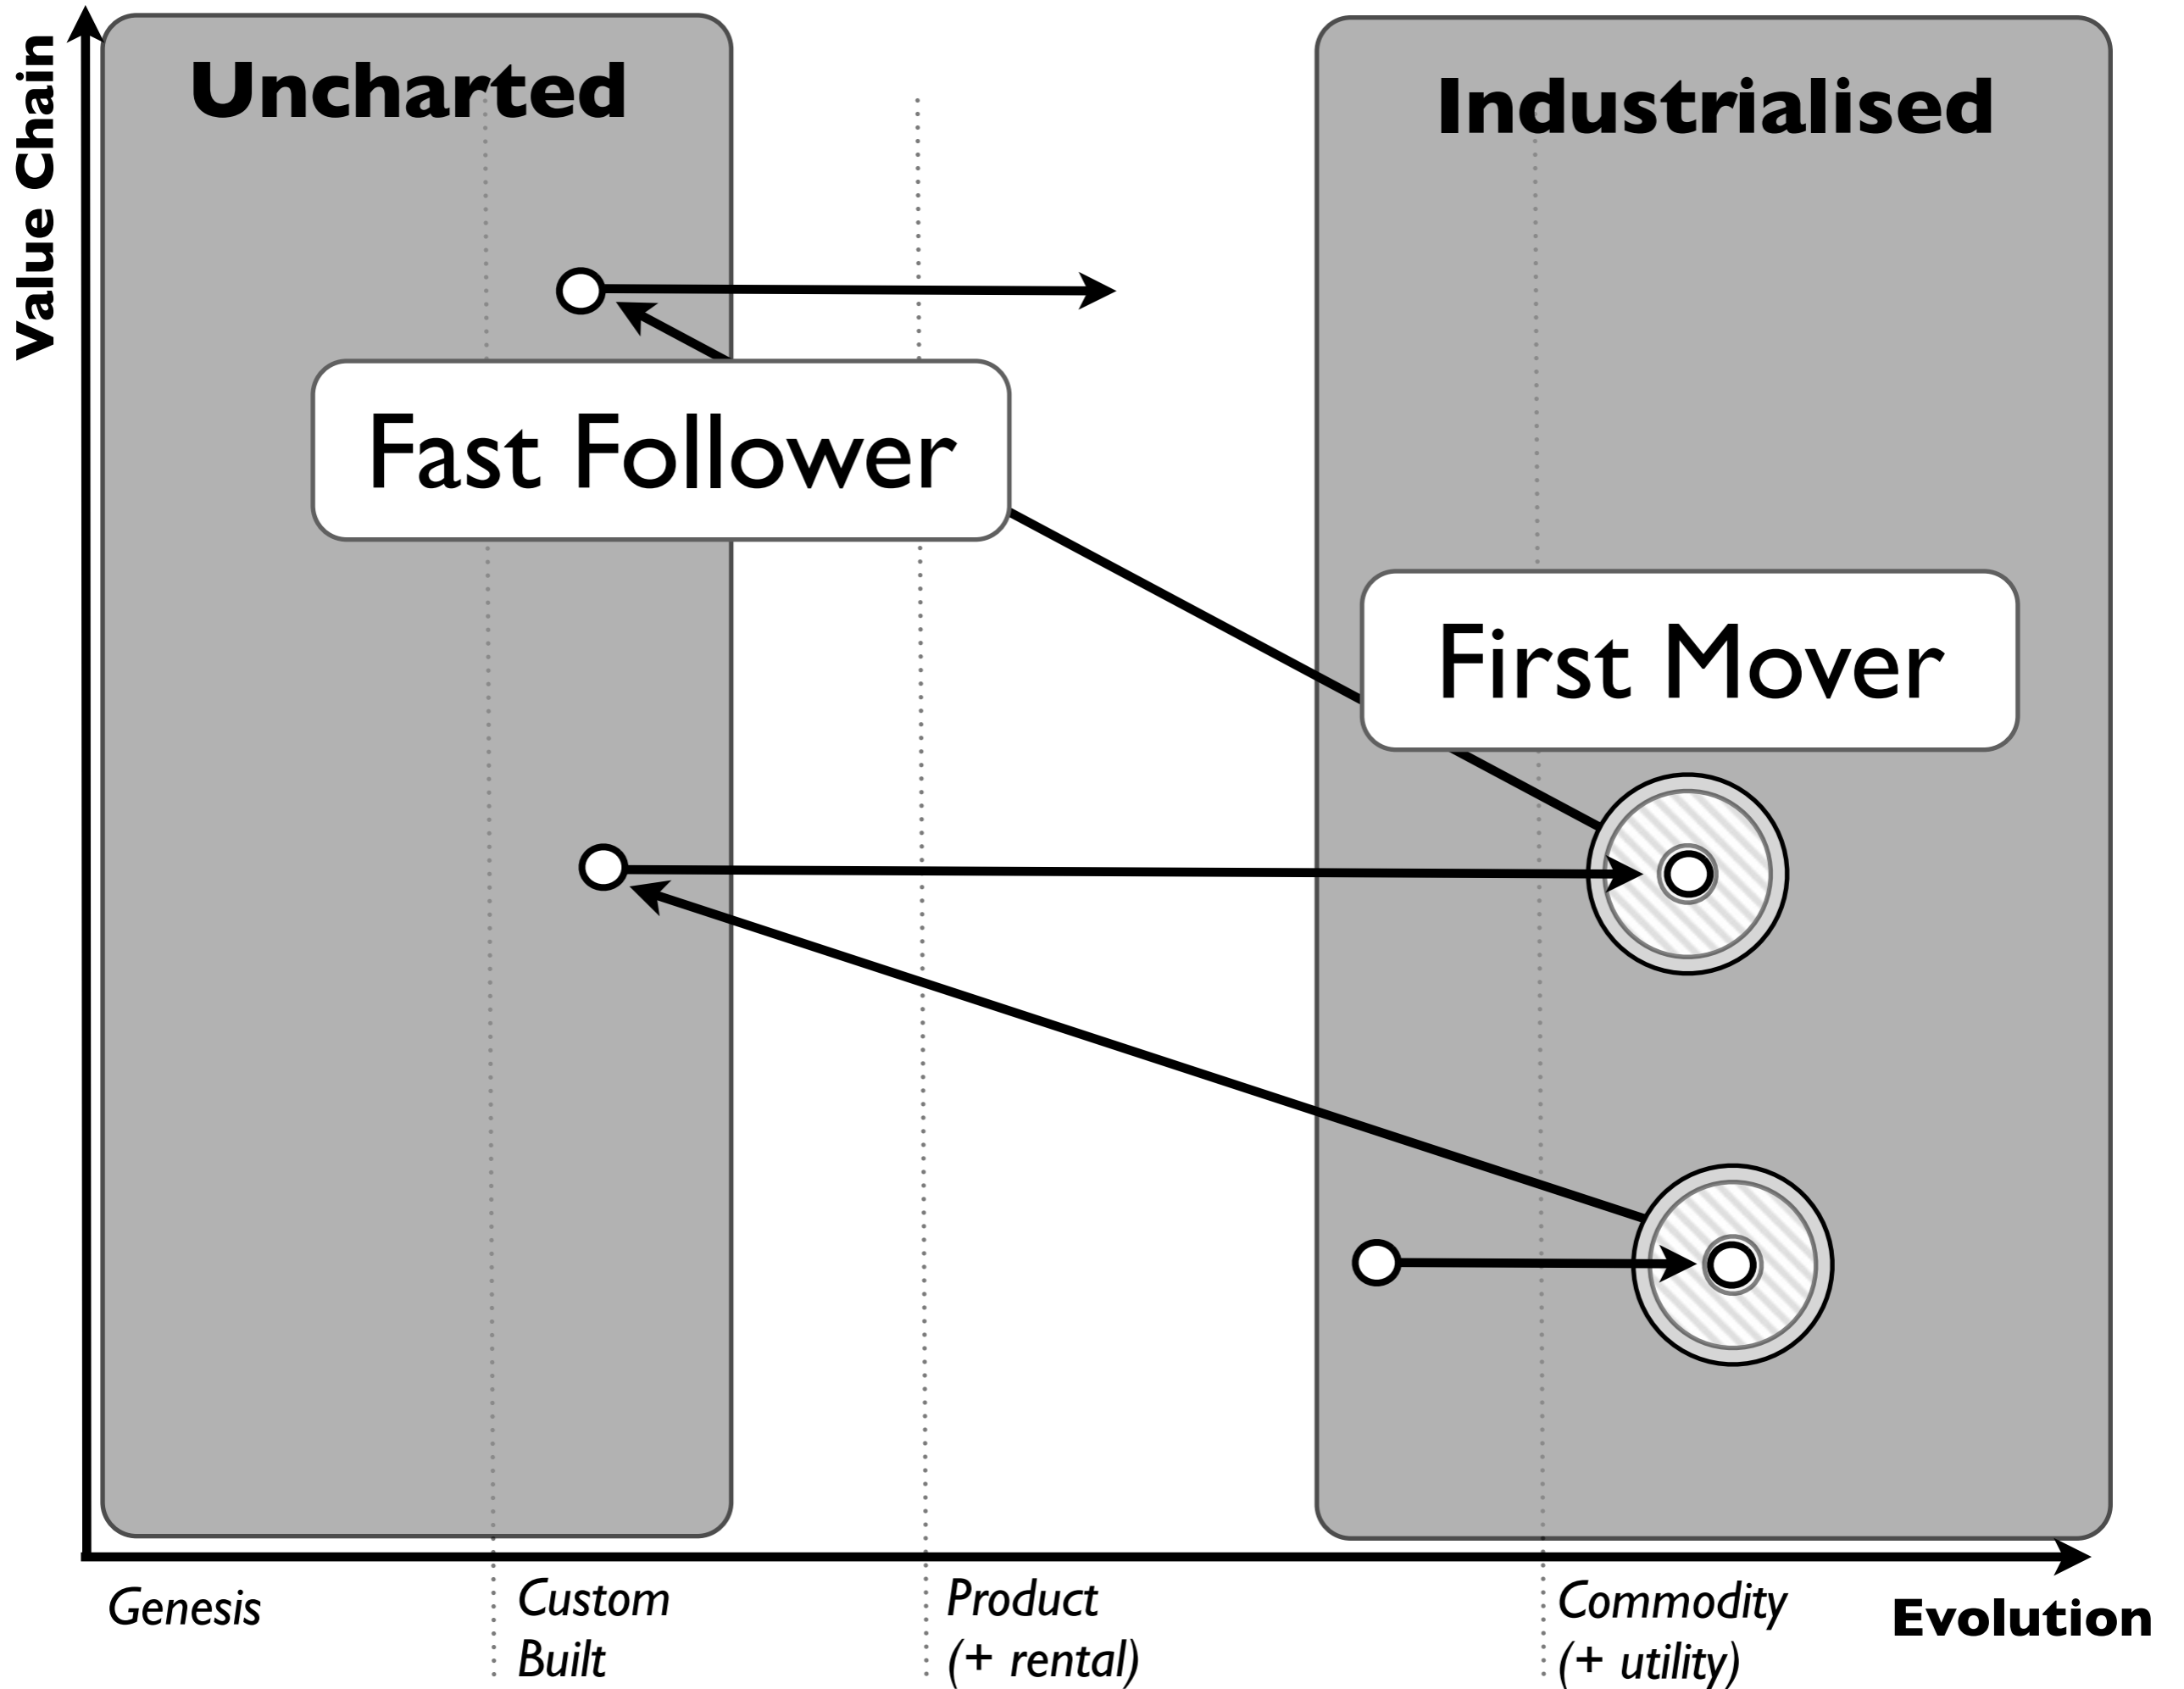 Value Chain
Uncharted
Industrialised
Fast Follower
First Mover
Genesis
Custom
Built
Product
(+ rental)
Commodity
(+ utility)
Evolution